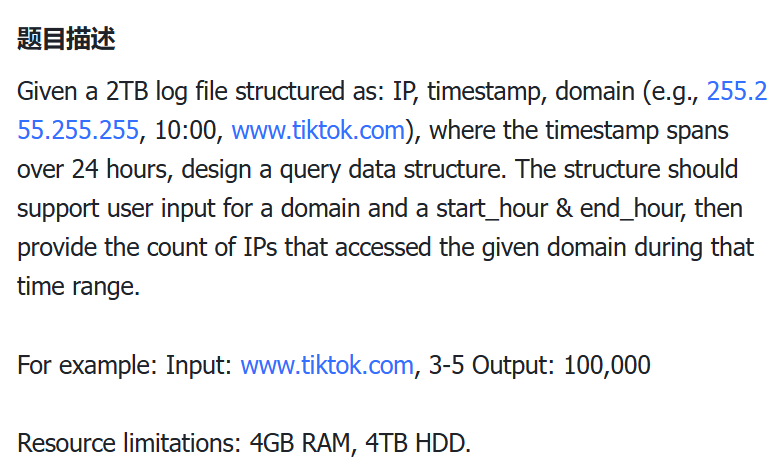 题目描述
Given a 2TB log file structured as: IP, timestamp, domain (e.g., 255.2
55.255.255, 10:00, www.tiktok.com), where the timestamp spans
over 24 hours, design a query data structure. The structure should
support user input for a domain and a start_hour & end_hour, then
provide the count of IPs that accessed the given domain during that
time range.
For example: Input: www.tiktok.com, 3-5 Output: 100,000
Resource limitations: 4GB RAM, 4TB HDD.